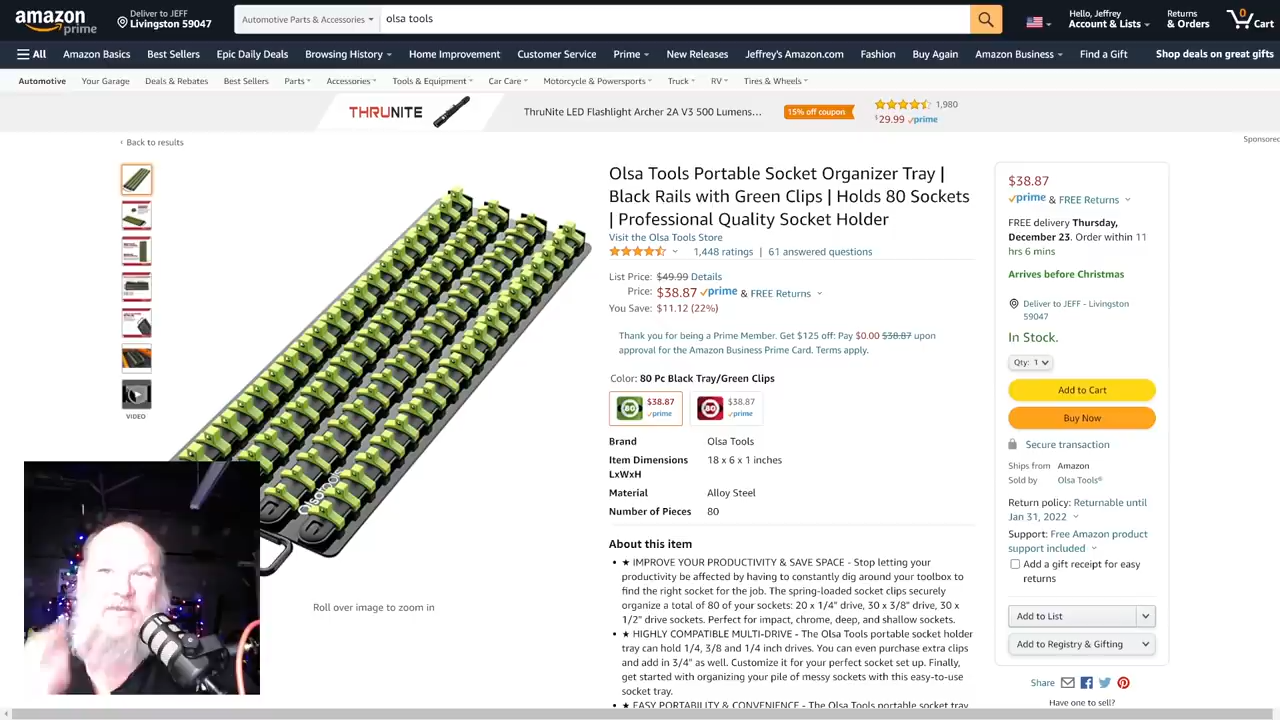 amazon
prime
Deliver to JEFF
Livingston 59047
Automotive Parts & Accessories
olsa tools
Hello, Jeffrey
Account & Lists
Returns
& Orders
0
Cart
All
Amazon Basics
Best Sellers
Epic Daily Deals
Browsing History
Home Improvement
Customer Service
Prime
New Releases
Jeffrey's Amazon.com
Fashion
Buy Again
Amazon Business
Find a Gift
Shop deals on great gifts
Automotive
Your Garage
Deals & Rebates
Best Sellers
Parts
Accessories
Tools & Equipment
Car Care
Motorcycle & Powersports
Truck
RV
Tires & Wheels
THRUNITE
ThruNite LED Flashlight Archer 2A V3 500 Lumens...
15% off coupon
1,980
$29.99 prime
Sponsored
‹ Back to results
VIDEO
Olsa Tools
Roll over image to zoom in
Olsa Tools Portable Socket Organizer Tray |
Black Rails with Green Clips | Holds 80 Sockets
| Professional Quality Socket Holder
Visit the Olsa Tools Store
1,448 ratings | 61 answered questions
List Price: $49.99 Details
Price: $38.87 prime & FREE Returns
You Save: $11.12 (22%)
Thank you for being a Prime Member. Get $125 off: Pay $0.00 $38.87 upon
approval for the Amazon Business Prime Card. Terms apply.
Color: 80 Pc Black Tray/Green Clips
80
$38.87
prime
80
$38.87
prime
Brand Olsa Tools
Item Dimensions 18 x 6 x 1 inches
LxWxH
Material Alloy Steel
Number of Pieces 80
About this item
• ★ IMPROVE YOUR PRODUCTIVITY & SAVE SPACE - Stop letting your
productivity be affected by having to constantly dig around your toolbox to
find the right socket for the job. The spring-loaded socket clips securely
organize a total of 80 of your sockets: 20 x 1/4" drive, 30 x 3/8" drive, 30 x
1/2" drive sockets. Perfect for impact, chrome, deep, and shallow sockets.
• ★ HIGHLY COMPATIBLE MULTI-DRIVE - The Olsa Tools portable socket holder
tray can hold 1/4, 3/8 and 1/4 inch drives. You can even purchase extra clips
and add in 3/4" as well. Customize it for your perfect socket set up. Finally,
get started with organizing your pile of messy sockets with this easy-to-use
socket tray.
• ★ EASY PORTABILITY & CONVENIENCE - The Olsa Tools portable socket tray
$38.87
prime & FREE Returns
FREE delivery Thursday,
December 23. Order within 11
hrs 6 mins
Arrives before Christmas
Deliver to JEFF - Livingston
59047
In Stock.
Qty: 1
Add to Cart
Buy Now
Secure transaction
Ships from Amazon
Sold by Olsa Tools®
Return policy: Returnable until
Jan 31, 2022
Support: Free Amazon product
support included
Add a gift receipt for easy
returns
Add to List
Add to Registry & Gifting
Share
Have one to sell?